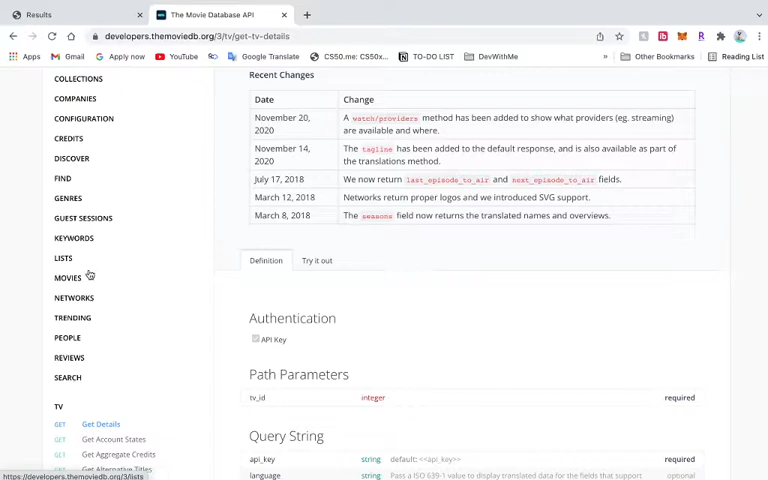 Results
The Movie Database API
developers.themoviedb.org/3/tv/get-tv-details
Apps
Gmail
Apply now
YouTube
Google Translate
CS50.me: CS50x...
TO-DO LIST
DevWithMe
»
Other Bookmarks
Reading List
COLLECTIONS
COMPANIES
CONFIGURATION
CREDITS
DISCOVER
FIND
GENRES
GUEST SESSIONS
KEYWORDS
LISTS
MOVIES
NETWORKS
TRENDING
PEOPLE
REVIEWS
SEARCH
TV
GET Get Details
GET Get Account States
GET Get Aggregate Credits
GET Get Alternative Titles
https://developers.themoviedb.org/3/lists
Recent Changes
Date Change
November 20, 2020 A watch/providers method has been added to show what providers (eg. streaming) are available and where.
November 14, 2020 The tagline has been added to the default response, and is also available as part of the translations method.
July 17, 2018 We now return last_episode_to_air and next_episode_to_air fields.
March 12, 2018 Networks return proper logos and we introduced SVG support.
March 8, 2018 The seasons field now returns the translated names and overviews.
Definition Try it out
Authentication
API Key
Path Parameters
tv_id integer required
Query String
api_key string default: <<api_key>> required
language string Pass a ISO 639-1 value to display translated data for the fields that support optional